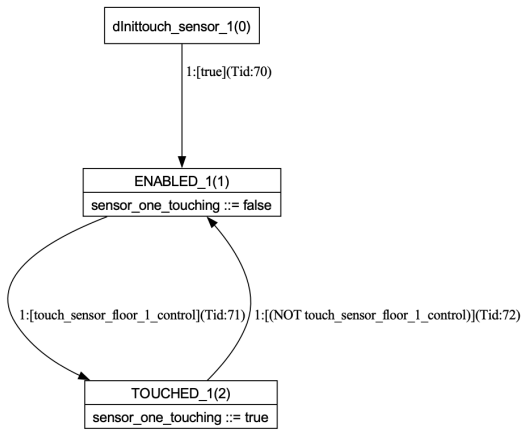 dInittouch_sensor_1(0)
1:[true](Tid:70)
ENABLED_1(1)
sensor_one_touching ::= false
1:[touch_sensor_floor_1_control](Tid:71)
1:[(NOT touch_sensor_floor_1_control)](Tid:72)
TOUCHED_1(2)
sensor_one_touching ::= true